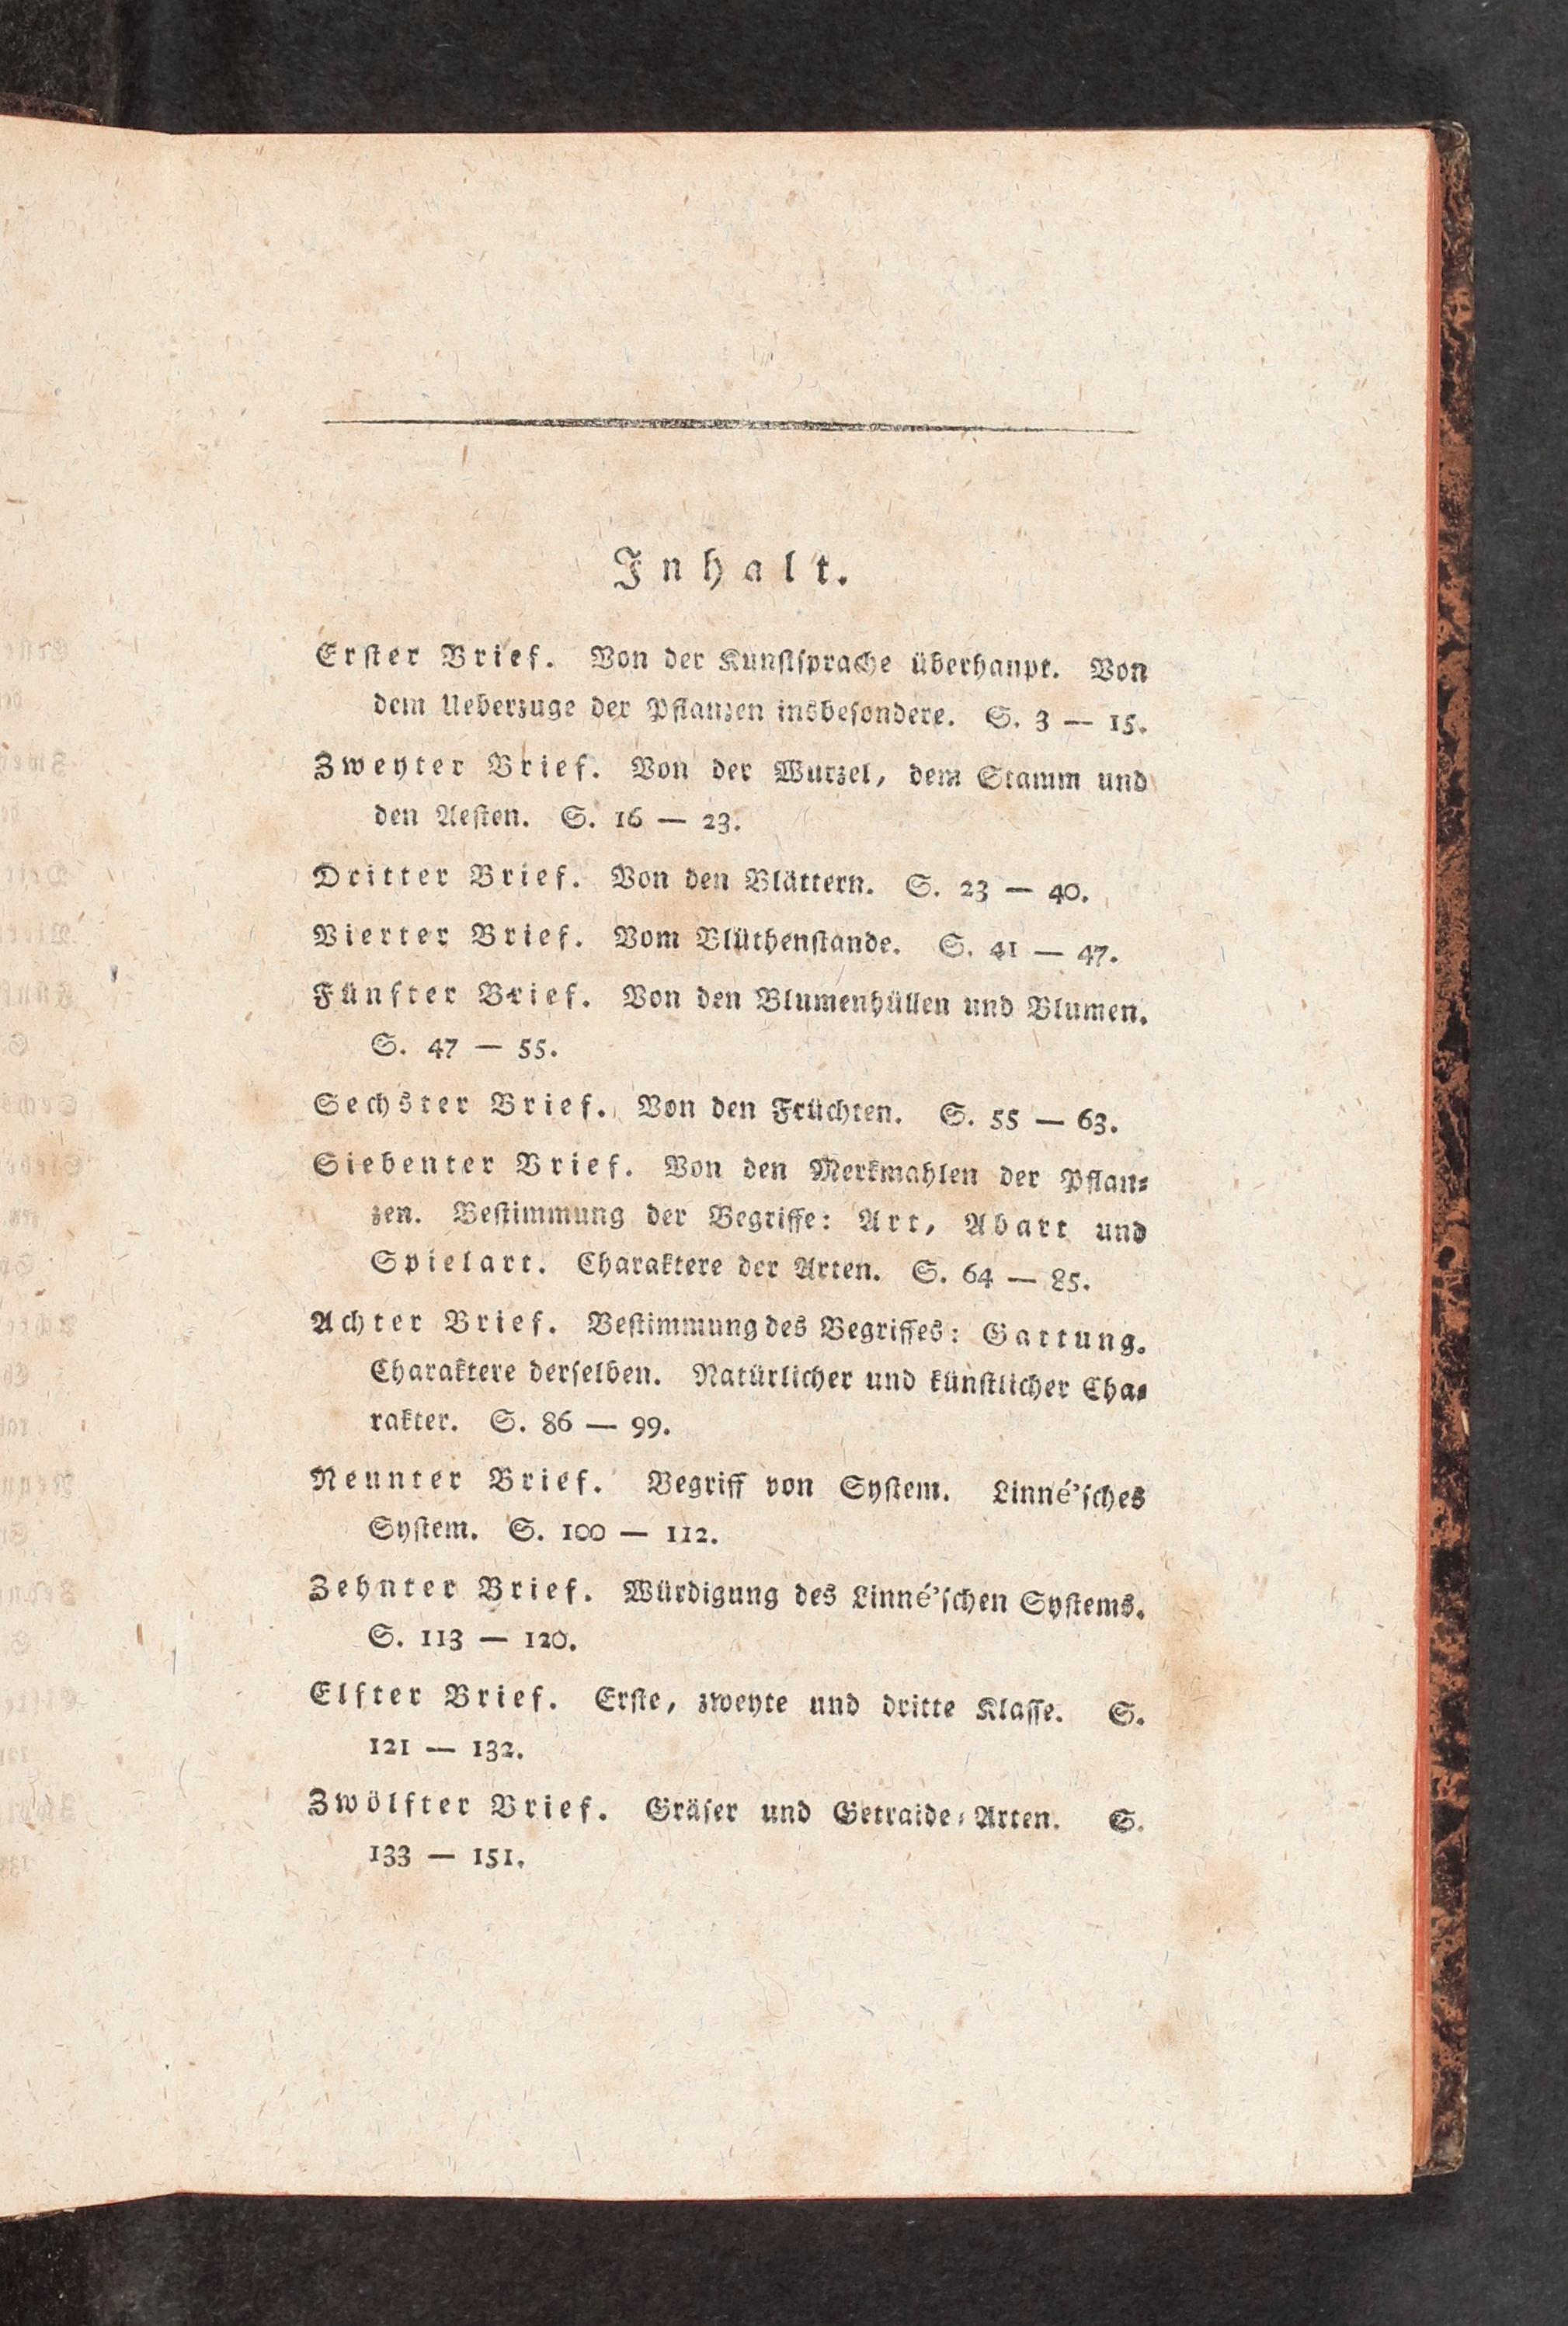 Inhalt.
Erster Brief. Von der Kunstsprache überhanpt. Von
dem Ueberzuge der Pflanzen insbesondere. S. 3 — 15.
Zweyter Brief. Von der Wurzel, dem Stamm und
den Aesten. S. 16 — 23.
Dritter Brief. Von den Blättern. S. 23 — 40.
Vierter Brief. Vom Blüthenstande. S. 41 — 47.
Fünfter Brief. Von den Blumenhüllen und Blumen.
S. 47 — 55.
Sechster Brief. Von den Früchten. S. 55 — 63.
Siebenter Brief. Von den Merkmahlen der Pflan-
zen. Bestimmung der Begriffe: Art, Abart und
Spielart. Charaktere der Arten. S. 64 — 85.
Achter Brief. Bestimmung des Begriffes: Gattung.
Charaktere derselben. Natürlicher und künstlicher Cha-
rakter. S. 86 — 99.
Neunter Brief. Begriff von System. Linné'sches
System. S. 100 — 112.
Zehnter Brief. Würdigung des Linné'schen Systems.
S. 113 — 120.
Elfter Brief. Erste, zweyte und dritte Klasse. S.
121 — 132.
Zwölfter Brief. Gräser und Getraide-Arten. S.
133 — 151.